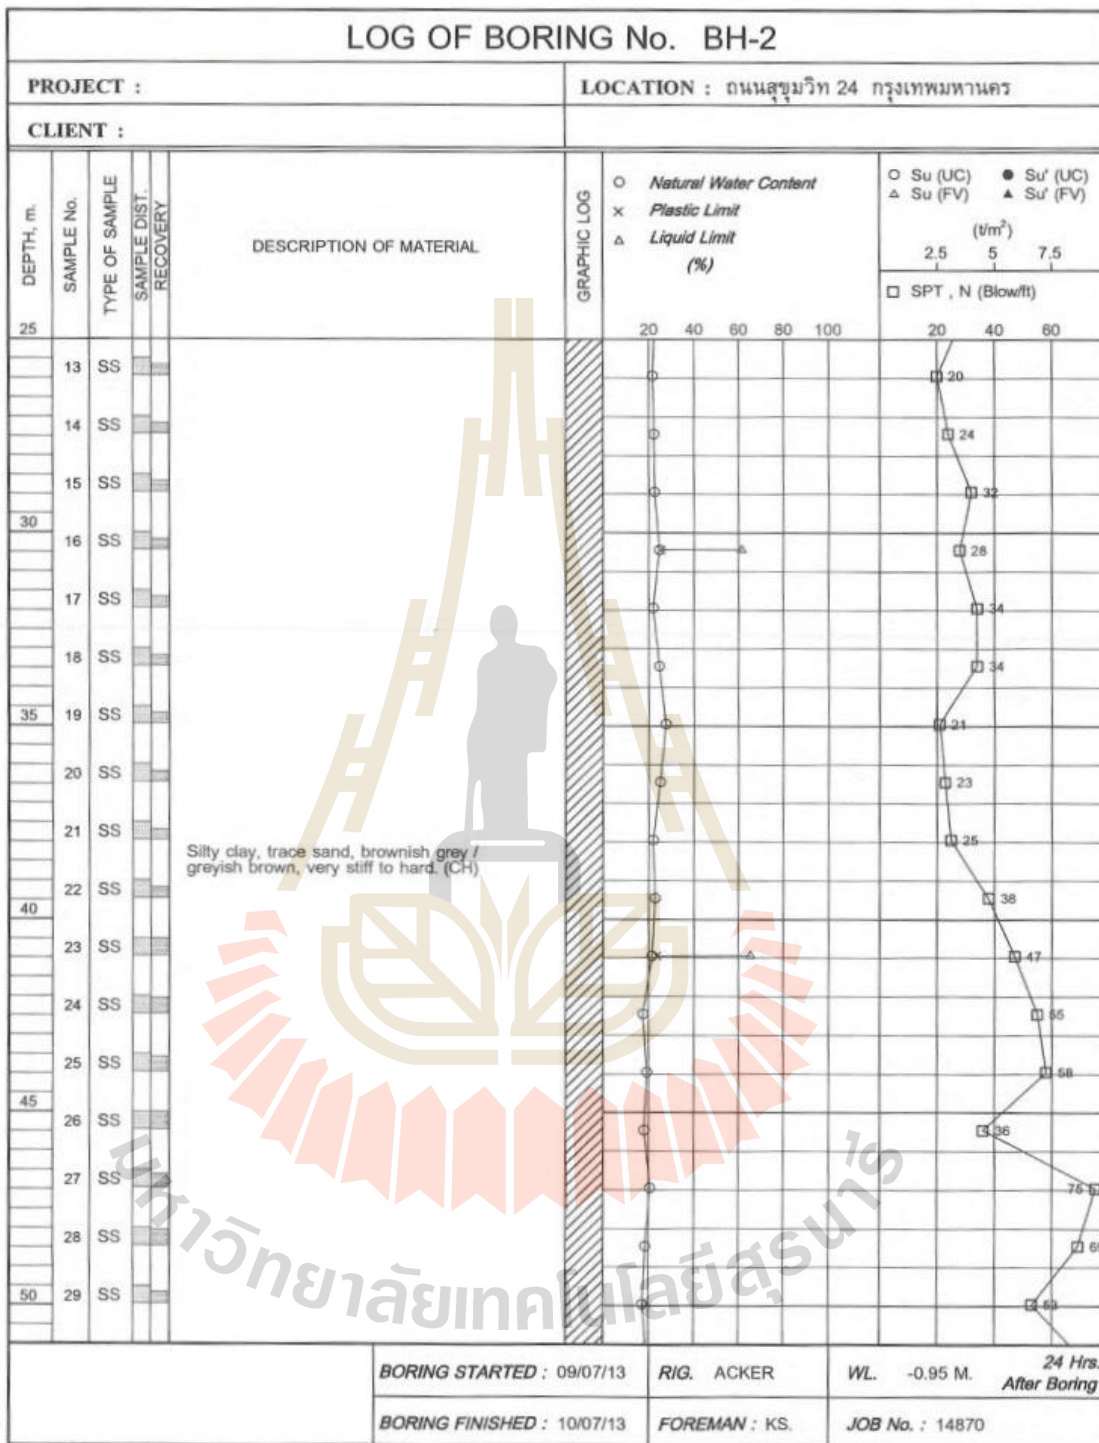 LOG OF BORING No. BH-2
PROJECT :
LOCATION : ถนนสุขุมวิท 24 กรุงเทพมหานคร
CLIENT :
DEPTH, m.
SAMPLE No.
TYPE OF SAMPLE
SAMPLE DIST.
RECOVERY
DESCRIPTION OF MATERIAL
GRAPHIC LOG
○ Natural Water Content
× Plastic Limit
△ Liquid Limit
(%)
20 40 60 80 100
○ Su (UC) ● Su' (UC)
△ Su (FV) ▲ Su' (FV)
(t/m²)
2.5 5 7.5
□ SPT , N (Blow/ft)
20 40 60
25
13 SS 20
14 SS 24
15 SS 32
30
16 SS 28
17 SS 34
18 SS 34
35
19 SS 21
20 SS 23
21 SS 25
Silty clay, trace sand, brownish grey /
greyish brown, very stiff to hard. (CH)
22 SS 38
40
23 SS 47
24 SS 55
25 SS 58
45
26 SS 36
27 SS 75
28 SS
50
29 SS 53
มหาวิทยาลัยเทคโนโลยีสุรนารี
BORING STARTED : 09/07/13 RIG. ACKER WL. -0.95 M. 24 Hrs.
After Boring
BORING FINISHED : 10/07/13 FOREMAN : KS. JOB No. : 14870